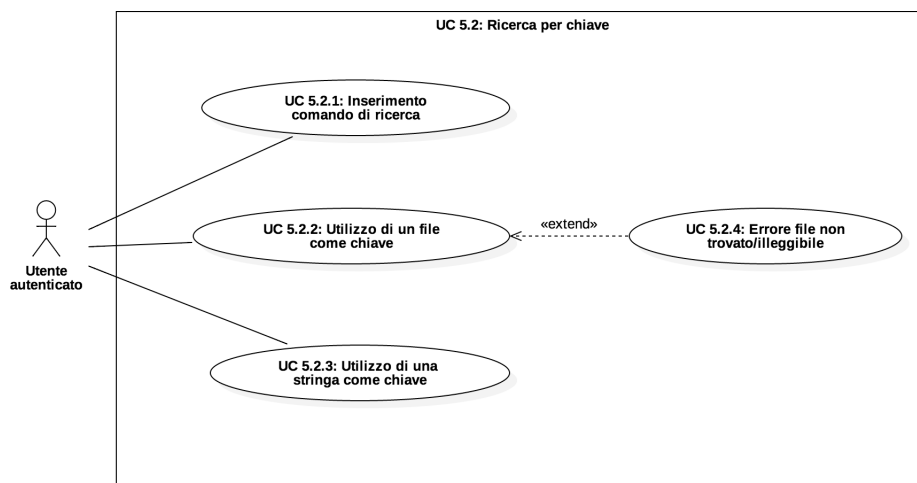 UC 5.2: Ricerca per chiave
UC 5.2.1: Inserimento
comando di ricerca
UC 5.2.2: Utilizzo di un file
come chiave
«extend»
UC 5.2.4: Errore file non
trovato/illeggibile
Utente
autenticato
UC 5.2.3: Utilizzo di una
stringa come chiave